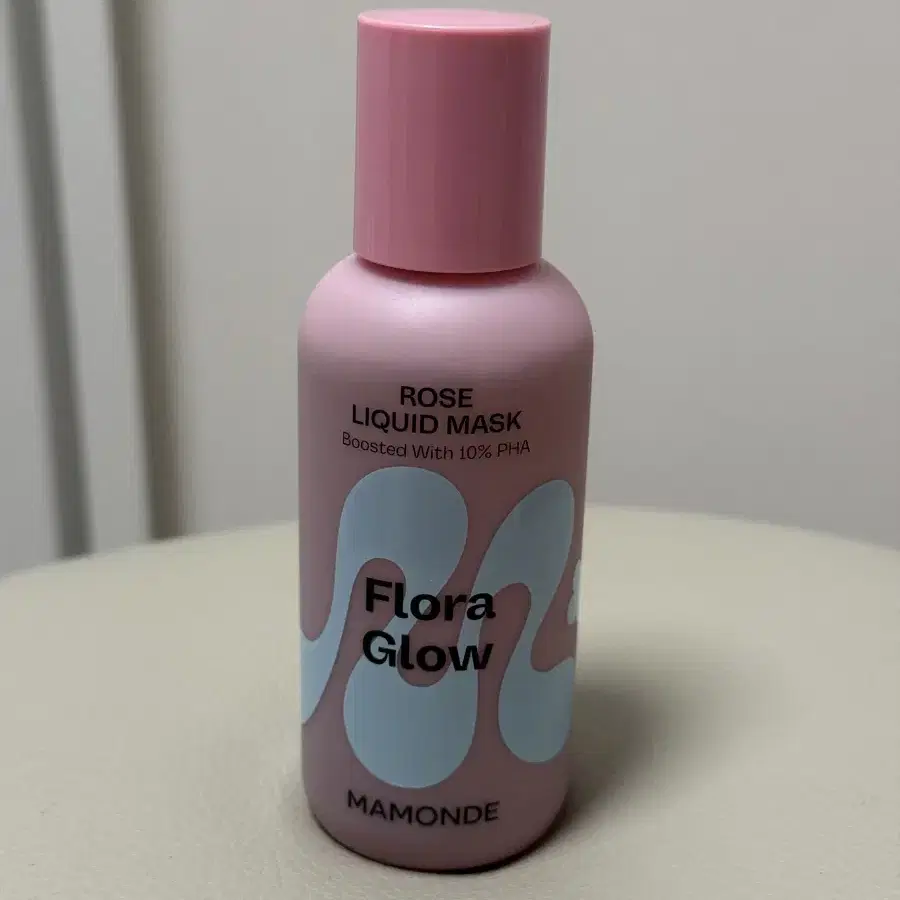 ROSE
LIQUID MASK
Boosted With 10% PHA
Flora
Glow
MAMONDE